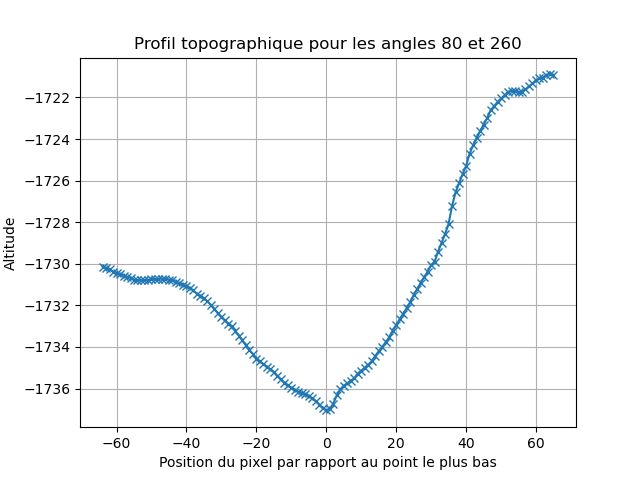 Profil topographique pour les angles 80 et 260
Altitude
−1722
−1724
−1726
−1728
−1730
−1732
−1734
−1736
−60 −40 −20 0 20 40 60
Position du pixel par rapport au point le plus bas